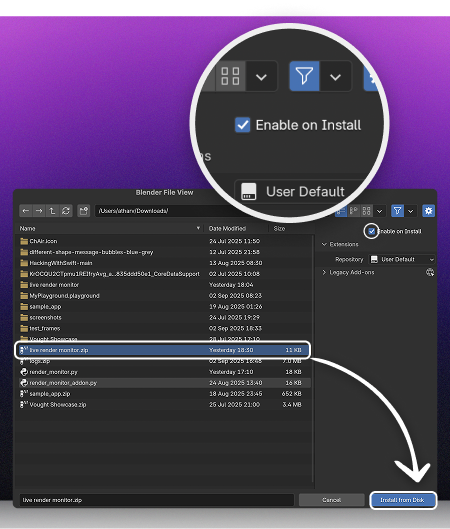 Enable on Install
User Default
Blender File View
/Users/atharv/Downloads/
Enable on Install
Name Date Modified Size
ChAir.icon 24 Jul 2025 11:50
different-shape-message-bubbles-blue-grey 12 Jul 2025 21:58
HackingWithSwift-main 13 Aug 2025 08:30
02 Jul 2025 10:08
live render monitor Yesterday 18:04
MyPlayground.playground 02 Sep 2025 08:23
sample_app 19 Aug 2025 01:26
screenshots 24 Jul 2025 19:29
test_frames 02 Sep 2025 18:33
Vought Showcase 28 Jul 2025 17:10
live render monitor.zip Yesterday 18:30 11 KB
logs.zip 02 Sep 2025 18:48 7.0 MB
render_monitor.py Yesterday 17:10 18 KB
render_monitor_addon.py 24 Aug 2025 13:40 16 KB
sample_app.zip 18 Aug 2025 23:45 652 KB
Vought Showcase.zip 25 Jul 2025 21:00 3.4 MB
Extensions
Repository User Default
Legacy Add-ons
live render monitor.zip
Cancel
Install from Disk